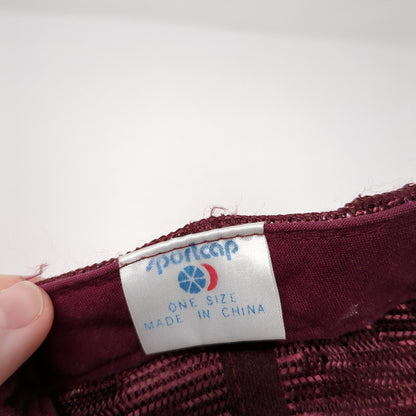 sportcap
ONE SIZE
MADE IN CHINA